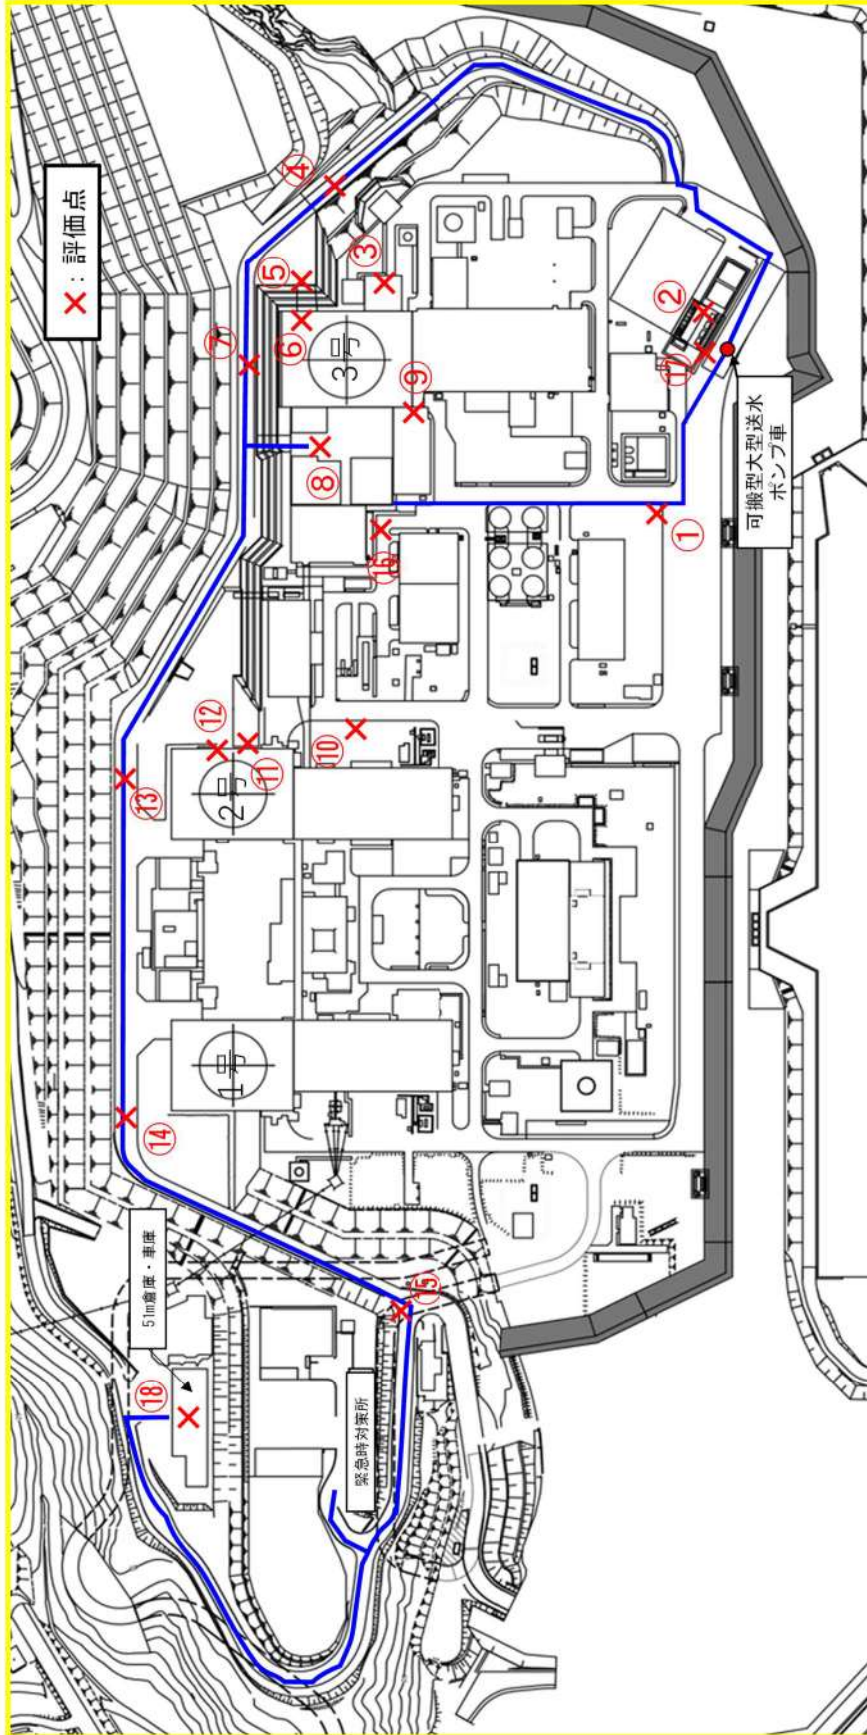 ×：評価点
④
③
⑤
⑥
⑦
3号
②
⑰
⑨
⑧
可搬型大型送水
ポンプ車
①
⑯
⑫
⑪
⑩
2号
⑬
1号
⑭
51m倉庫・車庫
⑮
⑱
緊急時対策所